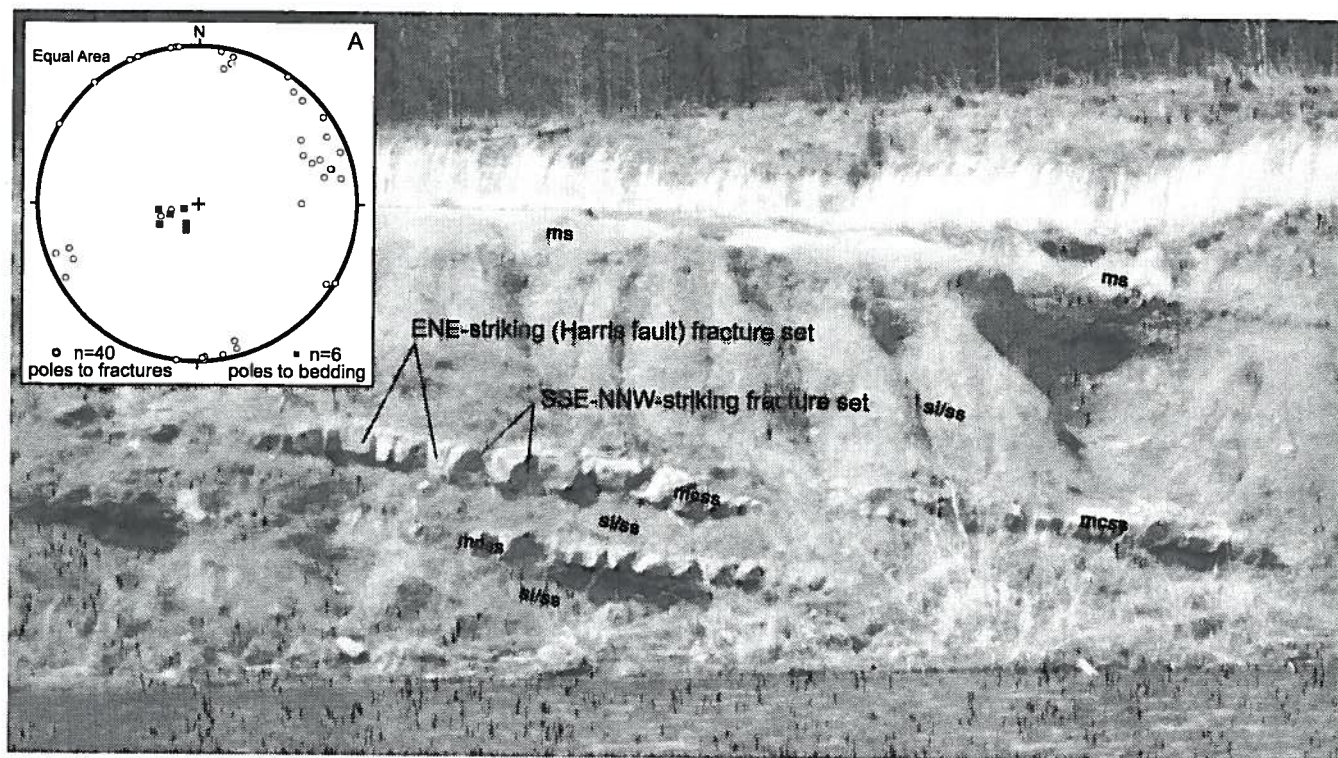 N
A
Equal Area
n=40
poles to fractures
n=6
poles to bedding
ms
ms
ENE-striking (Harris fault) fracture set
SSE-NNW-striking fracture set
si/ss
mcss
mcss
si/ss
mcss
si/ss